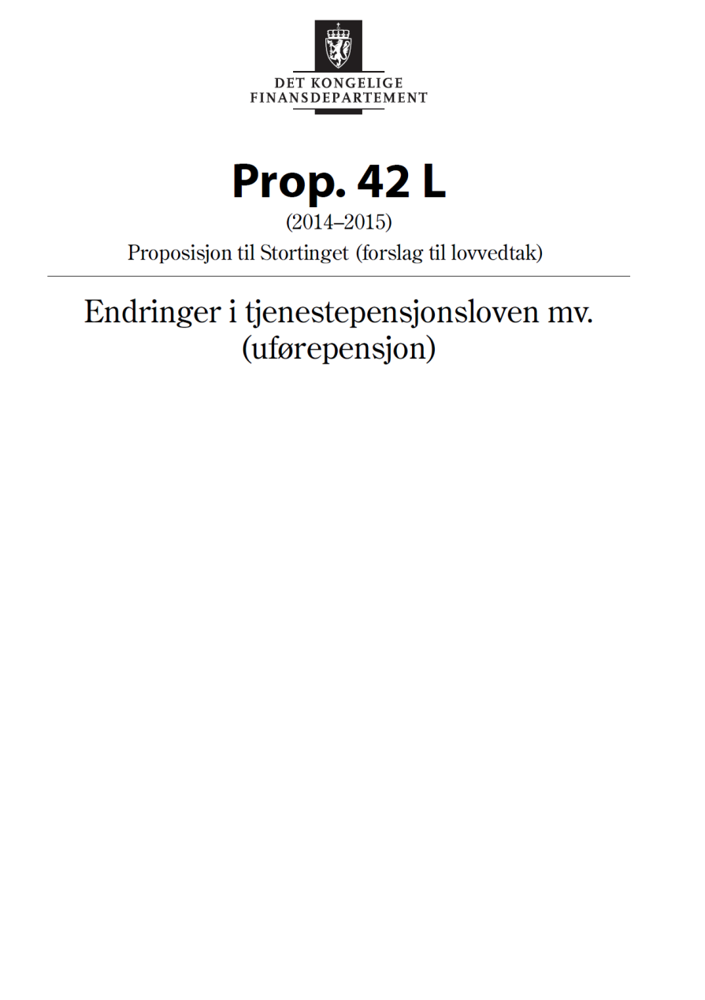 DET KONGELIGE
FINANSDEPARTEMENT
Prop. 42 L
(2014–2015)
Proposisjon til Stortinget (forslag til lovvedtak)
Endringer i tjenestepensjonsloven mv.
(uførepensjon)